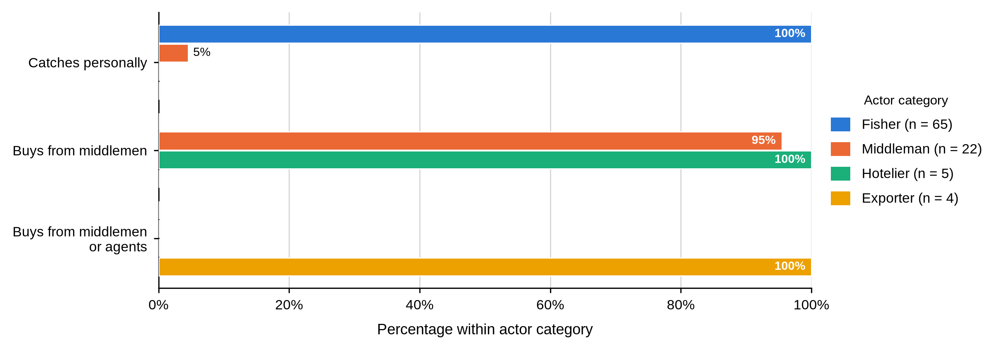 100%
5%
Catches personally
95%
Buys from middlemen
100%
Buys from middlemen
or agents
100%
0%
20%
40%
60%
80%
100%
Percentage within actor category
Actor category
Fisher (n = 65)
Middleman (n = 22)
Hotelier (n = 5)
Exporter (n = 4)